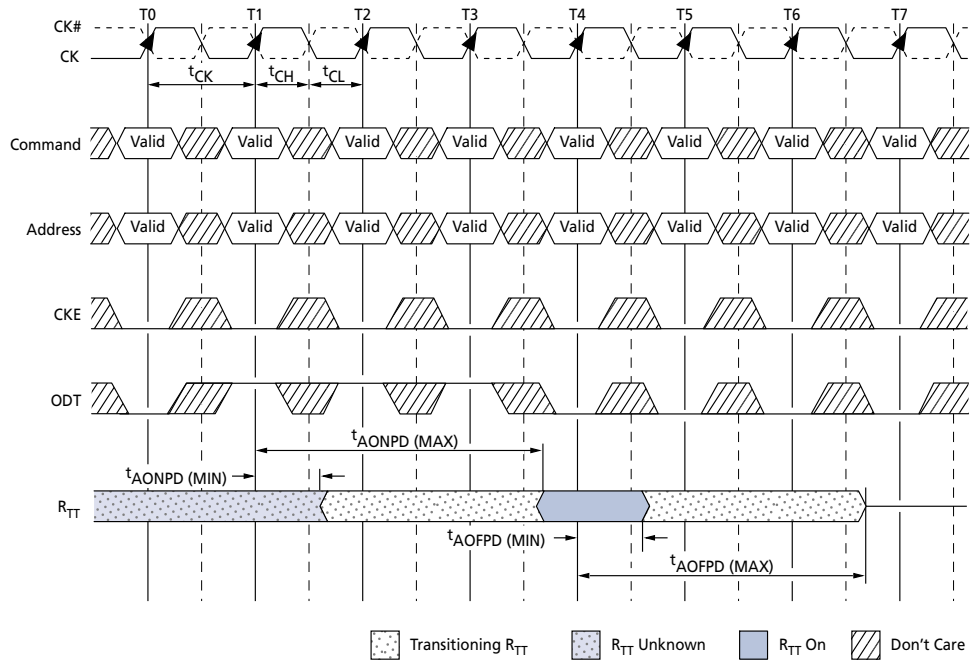 T0 T1 T2 T3 T4 T5 T6 T7
CK#
CK
tCK tCH tCL
Command Valid Valid Valid Valid Valid Valid Valid Valid
Address Valid Valid Valid Valid Valid Valid Valid Valid
CKE
ODT
tAONPD (MAX)
tAONPD (MIN)
RTT
tAOFPD (MIN)
tAOFPD (MAX)
Transitioning RTT RTT Unknown RTT On Don't Care